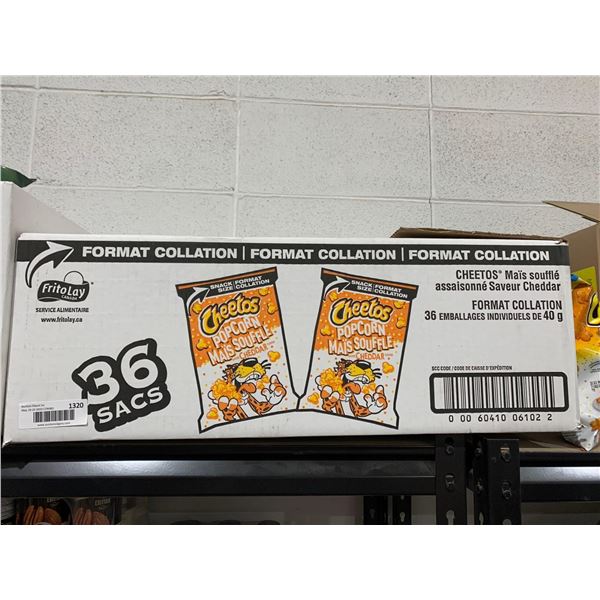 FORMAT COLLATION | FORMAT COLLATION | FORMAT COLLATION
FritoLay
CANADA
SERVICE ALIMENTAIRE
www.fritolay.ca
36
SACS
1320
SNACK SIZE | FORMAT COLLATION
Cheetos
POPCORN
MAÏS SOUFFLÉ
CHEDDAR
SNACK SIZE | FORMAT COLLATION
Cheetos
POPCORN
MAÏS SOUFFLÉ
CHEDDAR
CHEETOS® Maïs soufflé
assaisonné Saveur Cheddar
FORMAT COLLATION
36 EMBALLAGES INDIVIDUELS DE 40 g
SCC CODE / CODE DE CAISSE D'EXPÉDITION
0 00 60410 06102 2